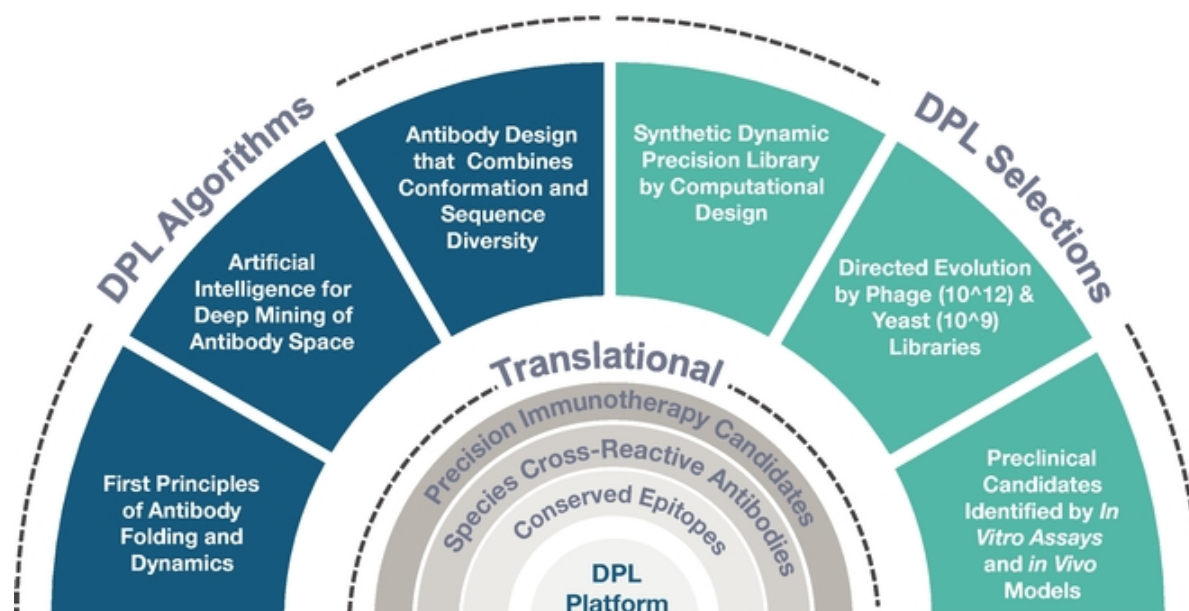 DPL Algorithms
DPL Selections
First Principles
of Antibody
Folding and
Dynamics
Artificial
Intelligence for
Deep Mining of
Antibody Space
Antibody Design
that Combines
Conformation and
Sequence
Diversity
Synthetic Dynamic
Precision Library
by Computational
Design
Directed Evolution
by Phage (10^12) &
Yeast (10^9)
Libraries
Preclinical
Candidates
Identified by In
Vitro Assays
and in Vivo
Models
Translational
Precision Immunotherapy Candidates
Species Cross-Reactive Antibodies
Conserved Epitopes
DPL
Platform